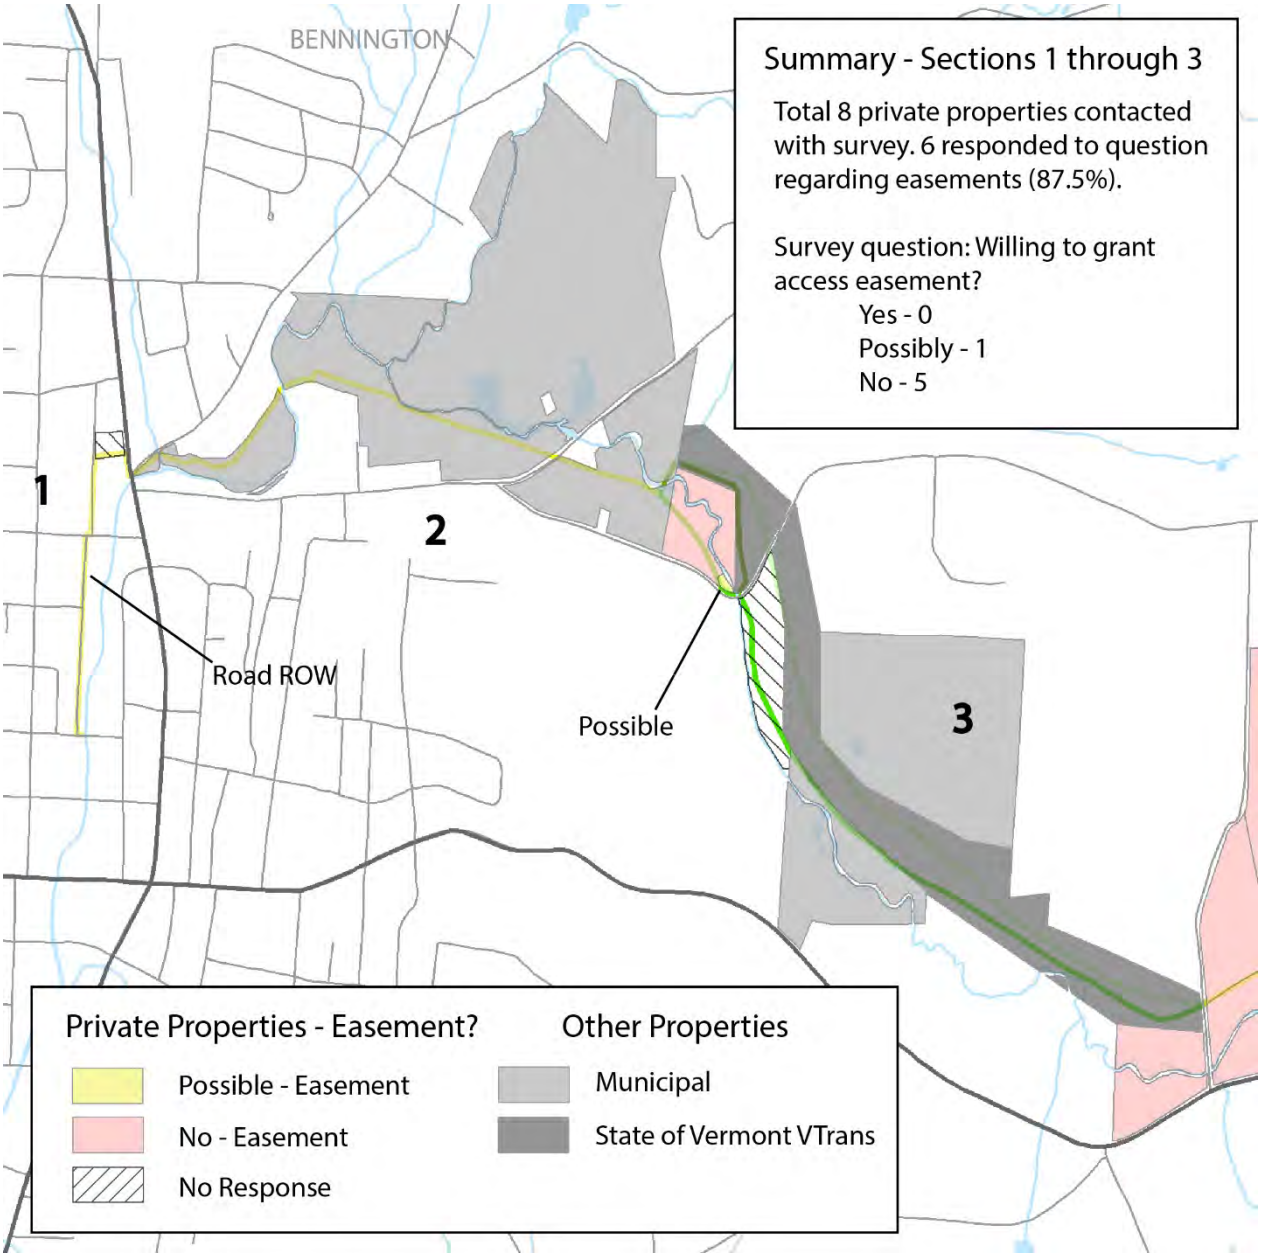 BENNINGTON
Summary - Sections 1 through 3
Total 8 private properties contacted
with survey. 6 responded to question
regarding easements (87.5%).
Survey question: Willing to grant
access easement?
Yes - 0
Possibly - 1
No - 5
1
2
Road ROW
Possible
3
Private Properties - Easement?
Possible - Easement
No - Easement
No Response
Other Properties
Municipal
State of Vermont VTrans